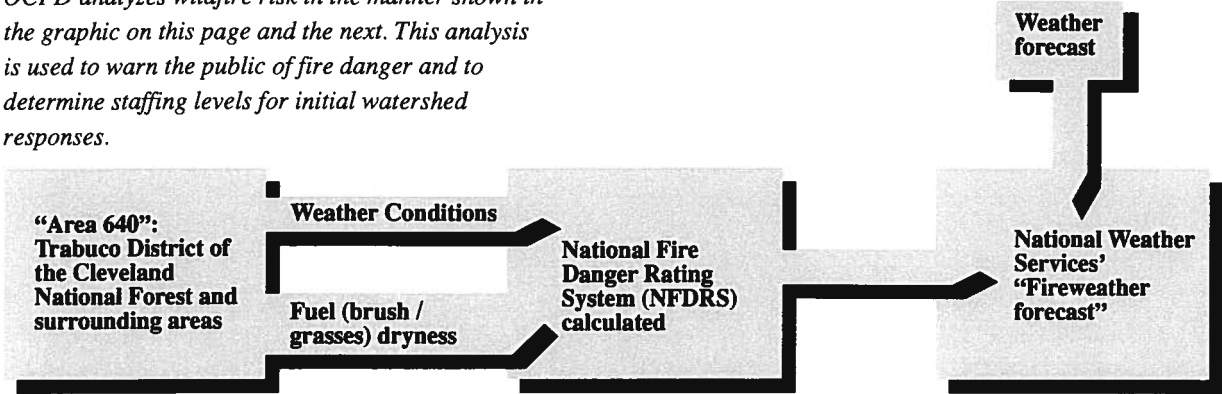 the graphic on this page and the next. This analysis
is used to warn the public of fire danger and to
determine staffing levels for initial watershed
responses.
Weather
forecast
“Area 640”:
Trabuco District of
the Cleveland
National Forest and
surrounding areas
Weather Conditions
Fuel (brush /
grasses) dryness
National Fire
Danger Rating
System (NFDRS)
calculated
National Weather
Services’
“Fireweather
forecast”